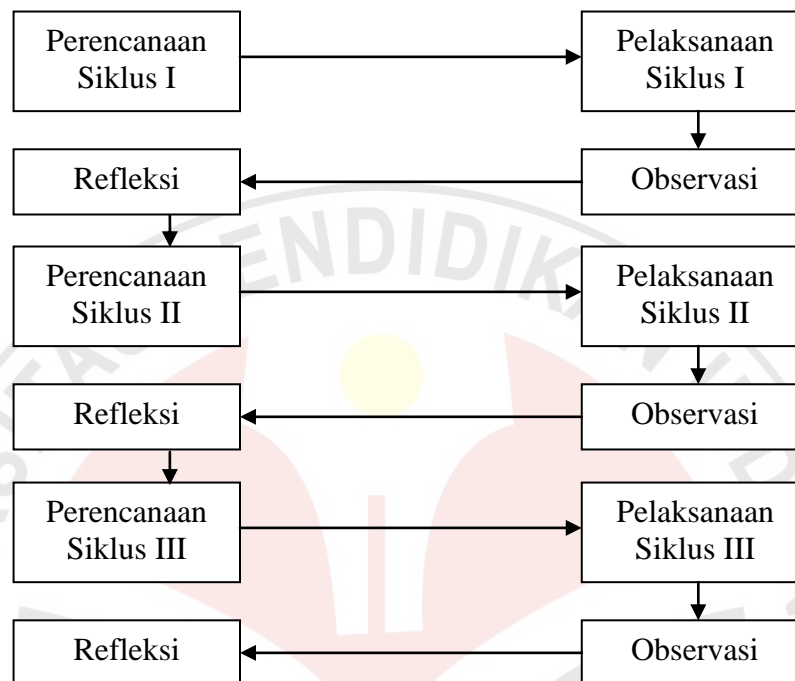 Perencanaan
Siklus I
Pelaksanaan
Siklus I
Refleksi
Observasi
Perencanaan
Siklus II
Pelaksanaan
Siklus II
Refleksi
Observasi
Perencanaan
Siklus III
Pelaksanaan
Siklus III
Refleksi
Observasi